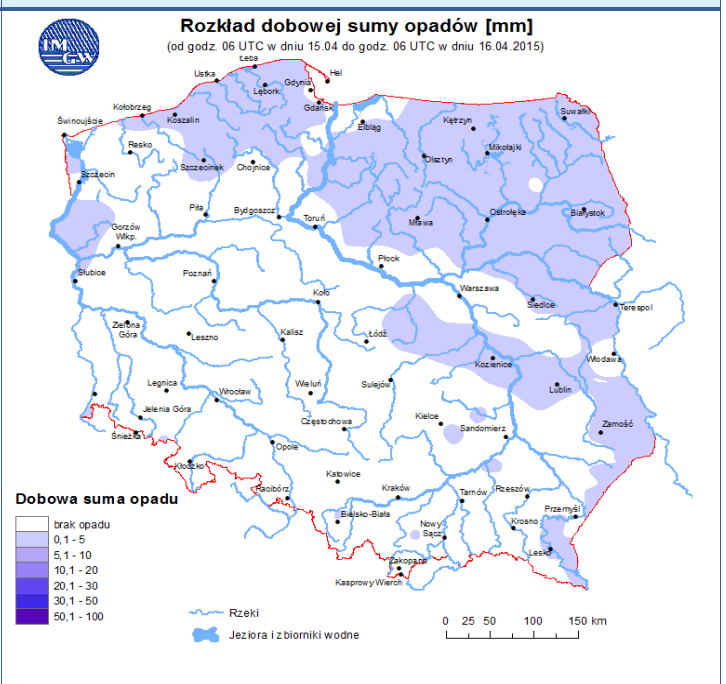 Rozkład dobowej sumy opadów [mm]
(od godz. 06 UTC w dniu 15.04 do godz. 06 UTC w dniu 16.04.2015)
IM
GW
Łeba
Ustka
Hel
Gdynia
Lębork
Gdańsk
Kołobrzeg
Koszalin
Suwałki
Świnoujście
Elbląg
Kętrzyn
Resko
Mikołajki
Olsztyn
Szczecinek
Chojnice
Szczecin
Piła
Bydgoszcz
Toruń
Mława
Ostrołęka
Białystok
Gorzów
Wlkp.
Płock
Słubice
Poznań
Koło
Warszawa
Siedlce
Terespol
Zielona
Góra
Leszno
Kalisz
Łódź
Kozienice
Włodawa
Legnica
Wrocław
Wieluń
Sulejów
Lublin
Jelenia Góra
Częstochowa
Kielce
Sandomierz
Zamość
Śnieżka
Opole
Kłodzko
Katowice
Racibórz
Kraków
Tarnów
Rzeszów
Bielsko-Biała
Przemyśl
Nowy
Sącz
Krosno
Lesko
Zakopane
Kasprowy Wierch
Dobowa suma opadu
brak opadu
0,1 - 5
5,1 - 10
10,1 - 20
20,1 - 30
30,1 - 50
50,1 - 100
Rzeki
Jeziora i zbiorniki wodne
0 25 50 100 150 km